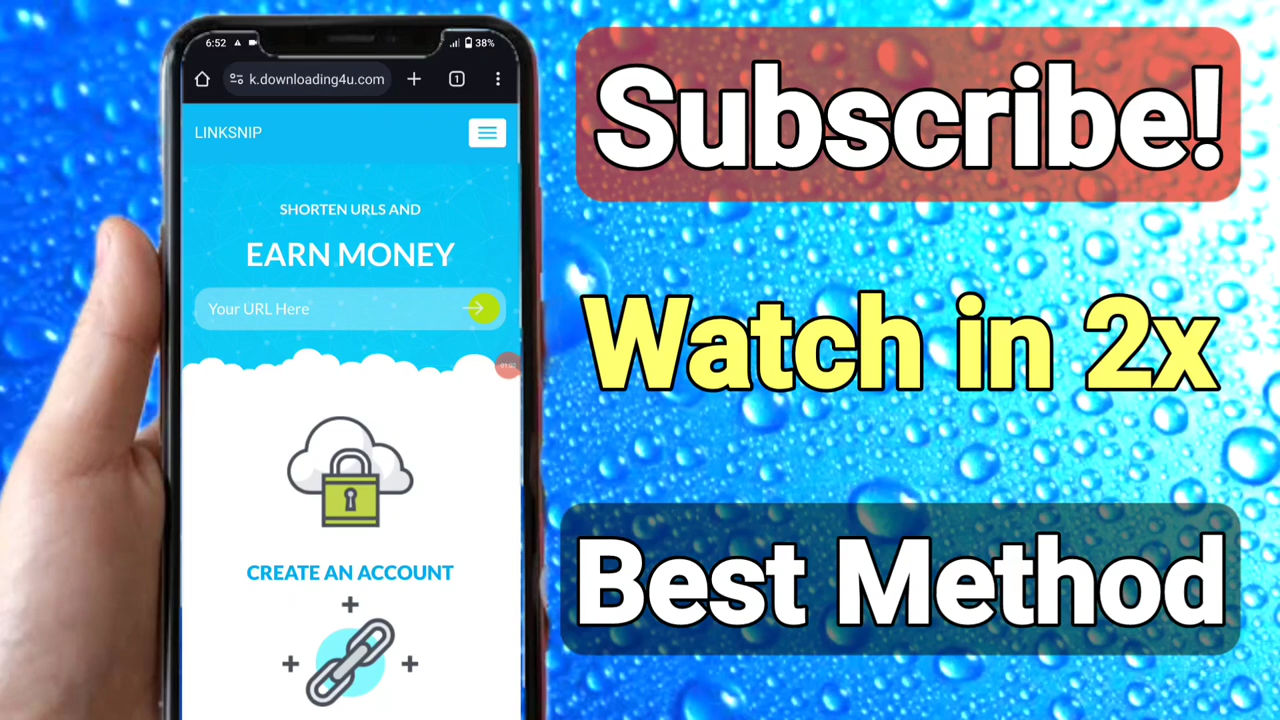 6:52
38%
k.downloading4u.com
1
LINKSNIP
SHORTEN URLS AND
EARN MONEY
Your URL Here
CREATE AN ACCOUNT
Subscribe!
Watch in 2x
Best Method